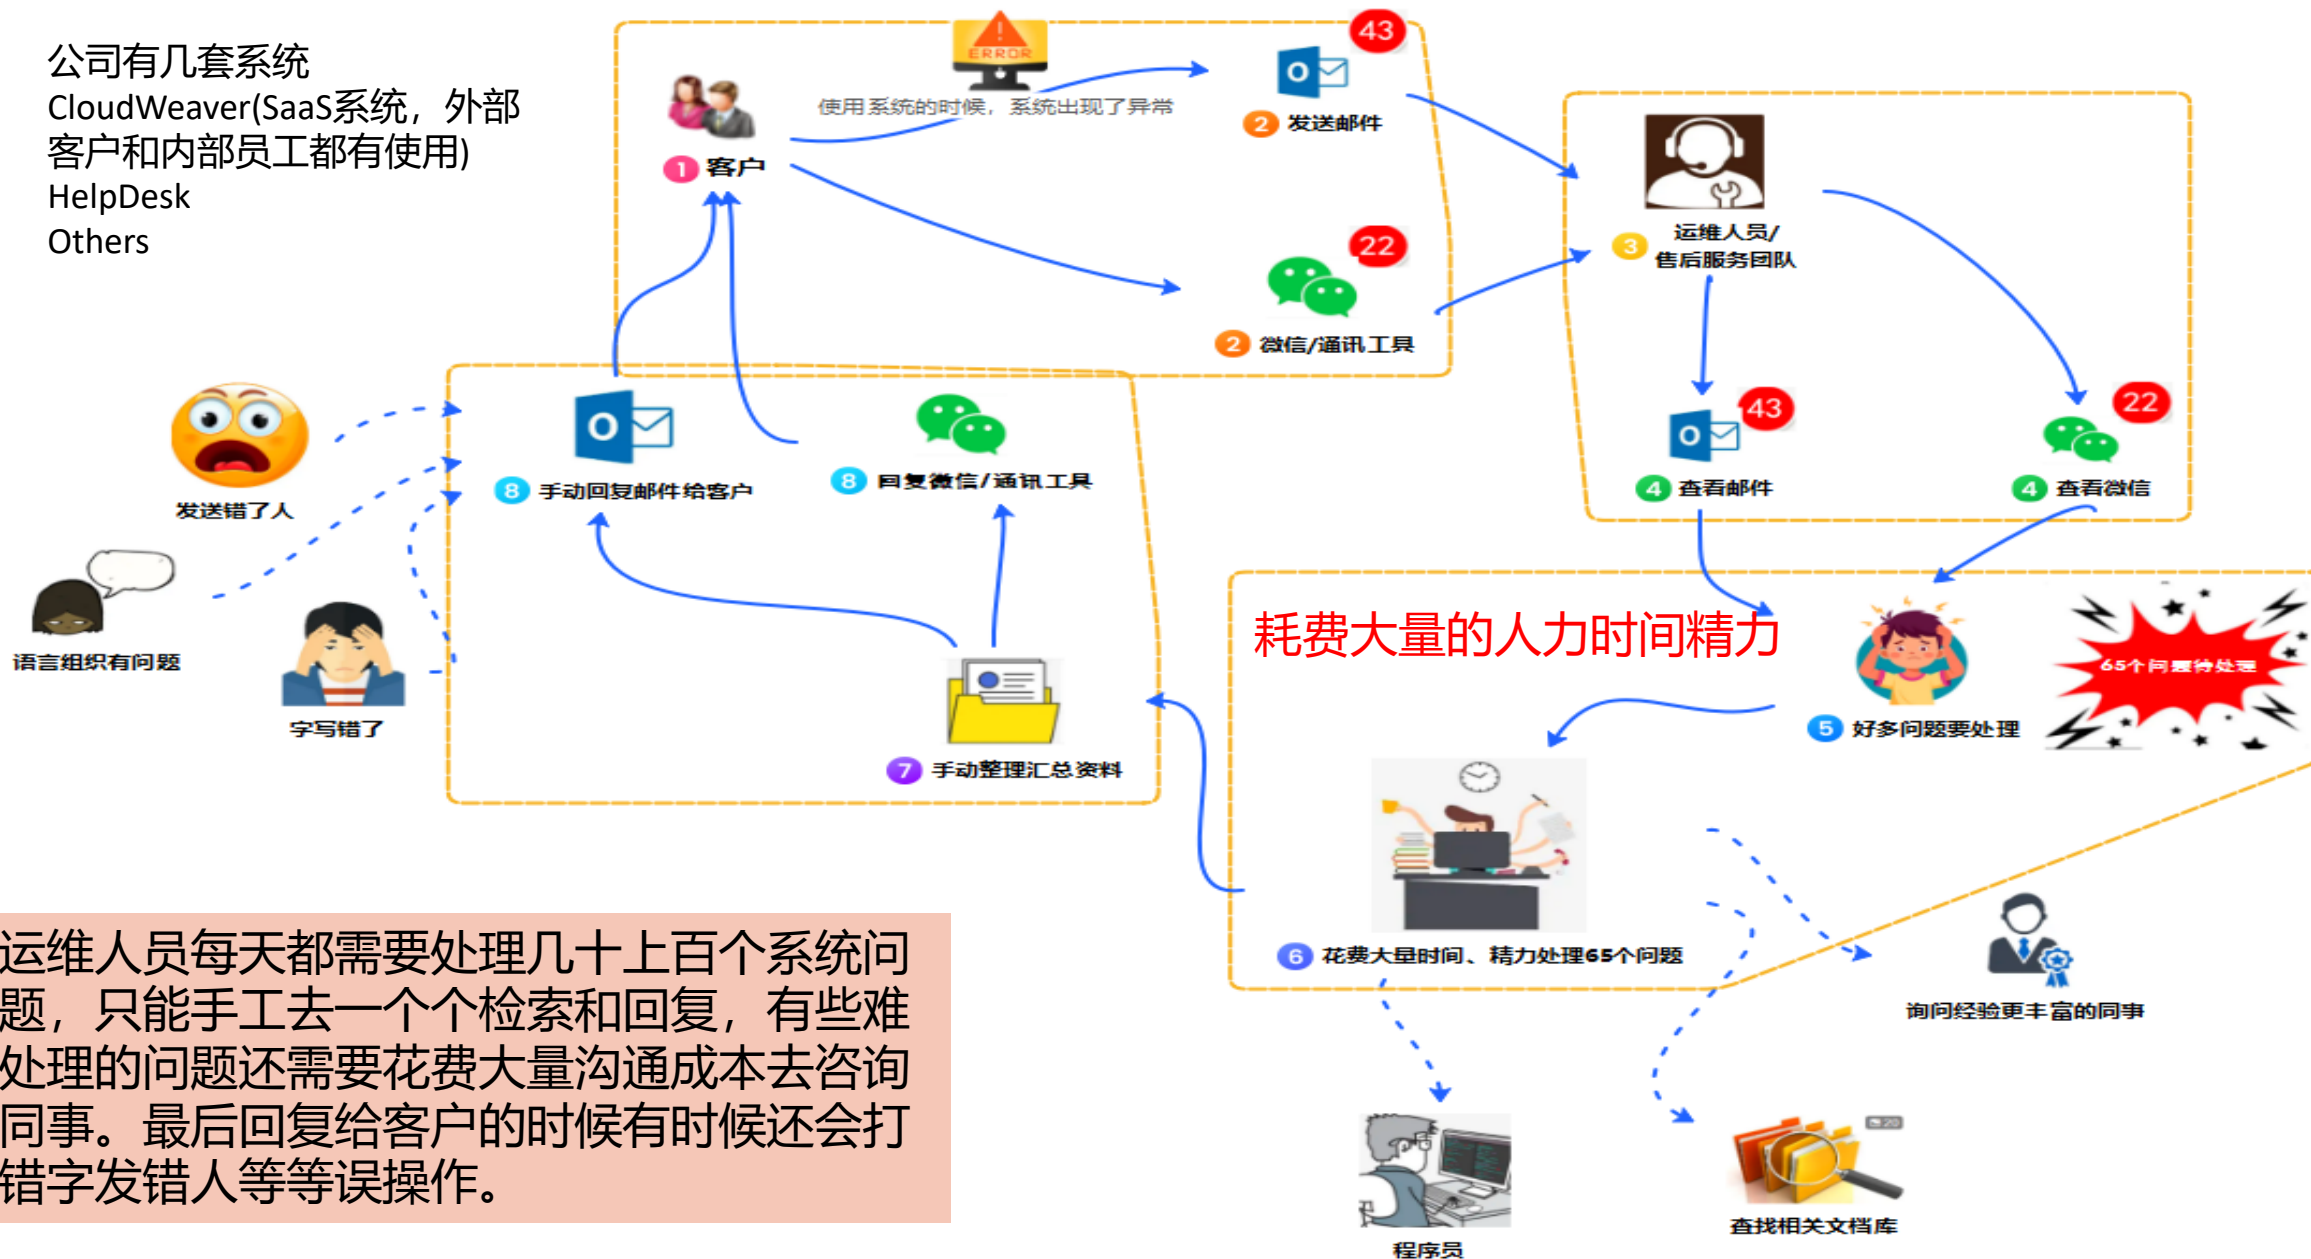 公司有几套系统
CloudWeaver(SaaS系统，外部
客户和内部员工都有使用)
HelpDesk
Others
ERROR
使用系统的时候，系统出现了异常
1 客户
43
2 发送邮件
22
2 微信/通讯工具
3 运维人员/
售后服务团队
43
4 查看邮件
22
4 查看微信
8 手动回复邮件给客户
8 回复微信/通讯工具
发送错了人
语言组织有问题
字写错了
7 手动整理汇总资料
耗费大量的人力时间精力
65个问题待处理
5 好多问题要处理
6 花费大量时间、精力处理65个问题
询问经验更丰富的同事
程序员
查找相关文档库
运维人员每天都需要处理几十上百个系统问
题，只能手工去一个个检索和回复，有些难
处理的问题还需要花费大量沟通成本去咨询
同事。最后回复给客户的时候有时候还会打
错字发错人等等误操作。